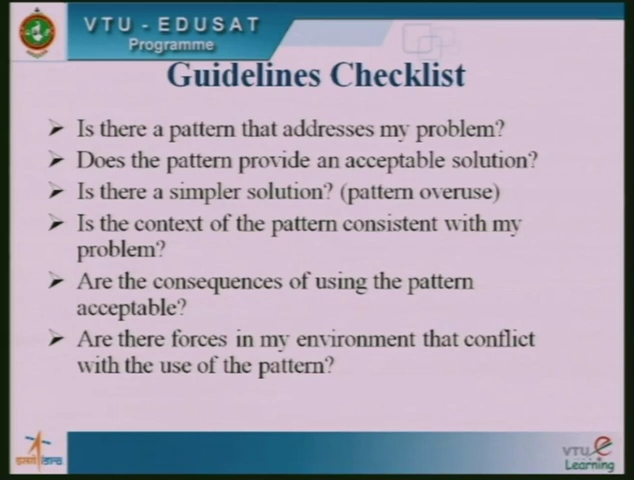 VTU - EDUSAT
Programme
Guidelines Checklist
Is there a pattern that addresses my problem?
Does the pattern provide an acceptable solution?
Is there a simpler solution? (pattern overuse)
Is the context of the pattern consistent with my
problem?
Are the consequences of using the pattern
acceptable?
Are there forces in my environment that conflict
with the use of the pattern?
VTU e
Learning